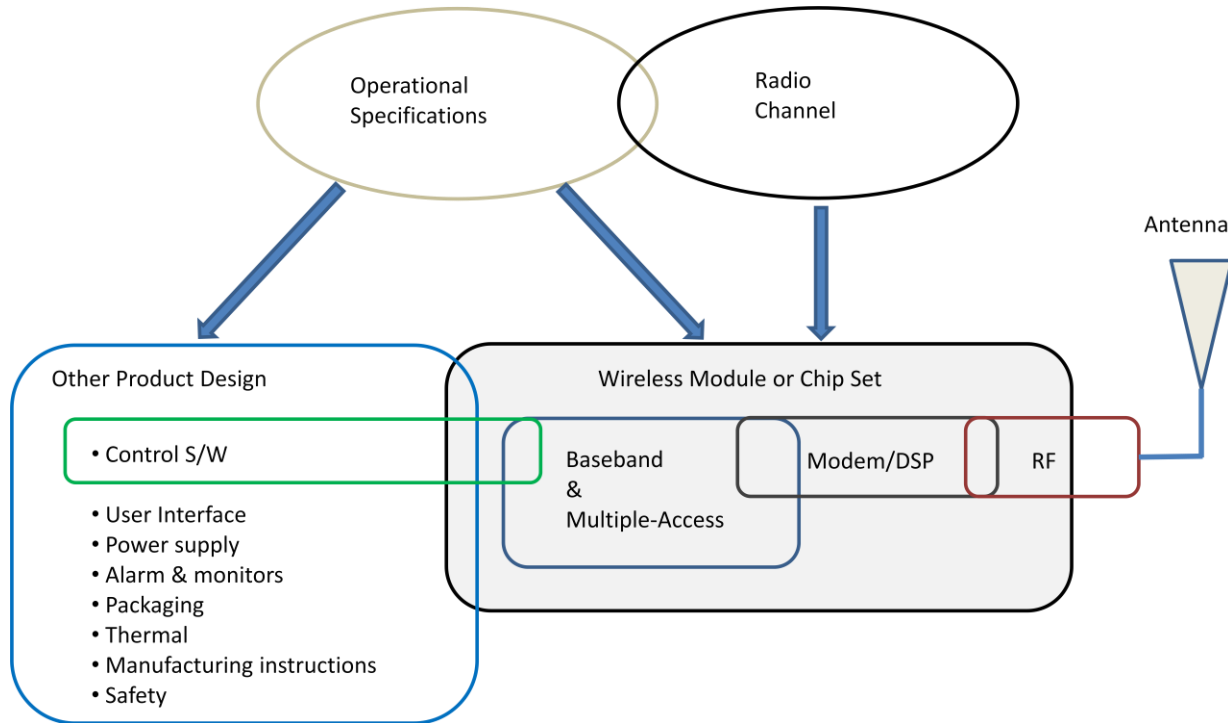 Operational
Specifications
Radio
Channel
Antenna
Other Product Design
Wireless Module or Chip Set
• Control S/W
Baseband
&
Multiple-Access
Modem/DSP
RF
• User Interface
• Power supply
• Alarm & monitors
• Packaging
• Thermal
• Manufacturing instructions
• Safety